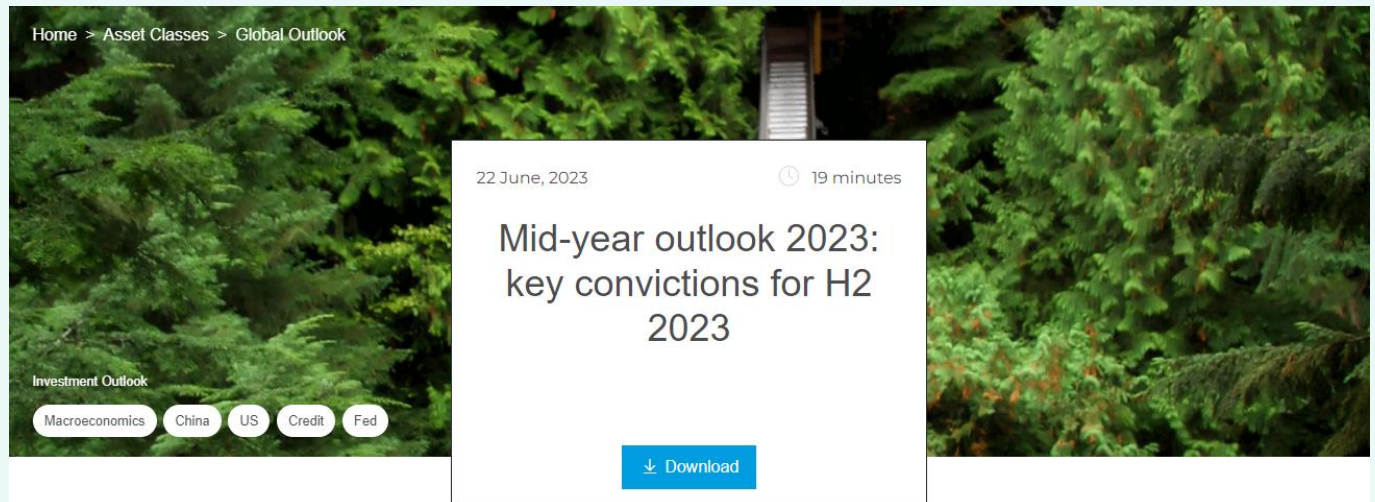 Home > Asset Classes > Global Outlook
22 June, 2023
19 minutes
Mid-year outlook 2023:
key convictions for H2
2023
Investment Outlook
Macroeconomics China US Credit Fed
Download